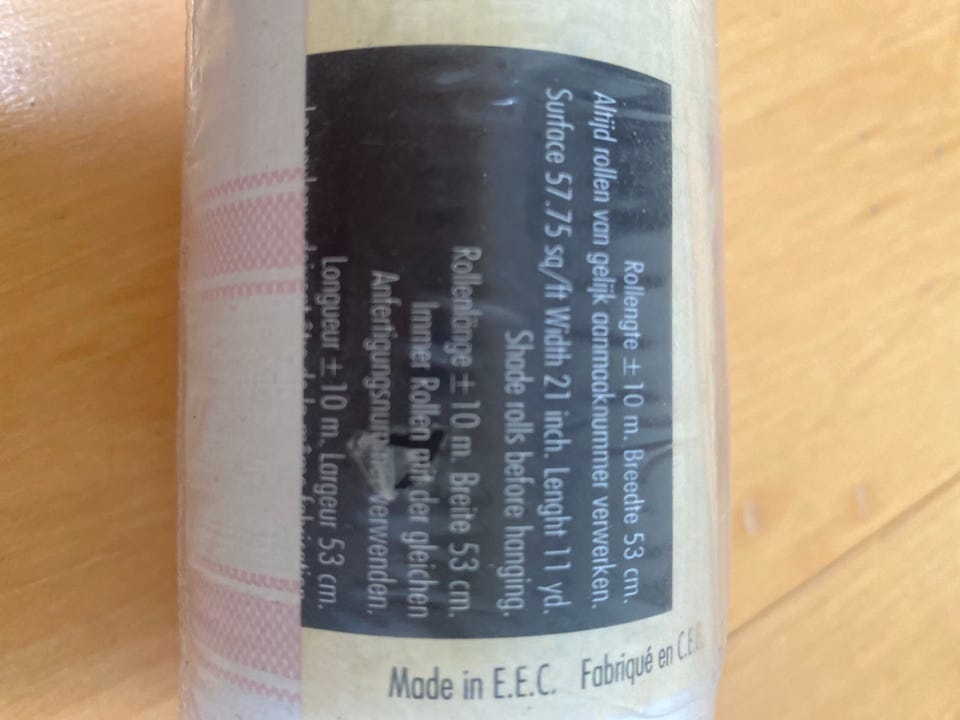 Rollengte ± 10 m. Breedte 53 cm.
Altijd rollen van gelijk aanmaaknummer verwerken.
Surface 57.75 sq/ft Width 21 inch. Lenght 11 yd.
Shade rolls before hanging.
Rollenlänge ± 10 m. Breite 53 cm.
Immer Rollen mit der gleichen
verwenden.
Longueur ± 10 m. Largeur 53 cm.
Made in E.E.C. Fabriqué en